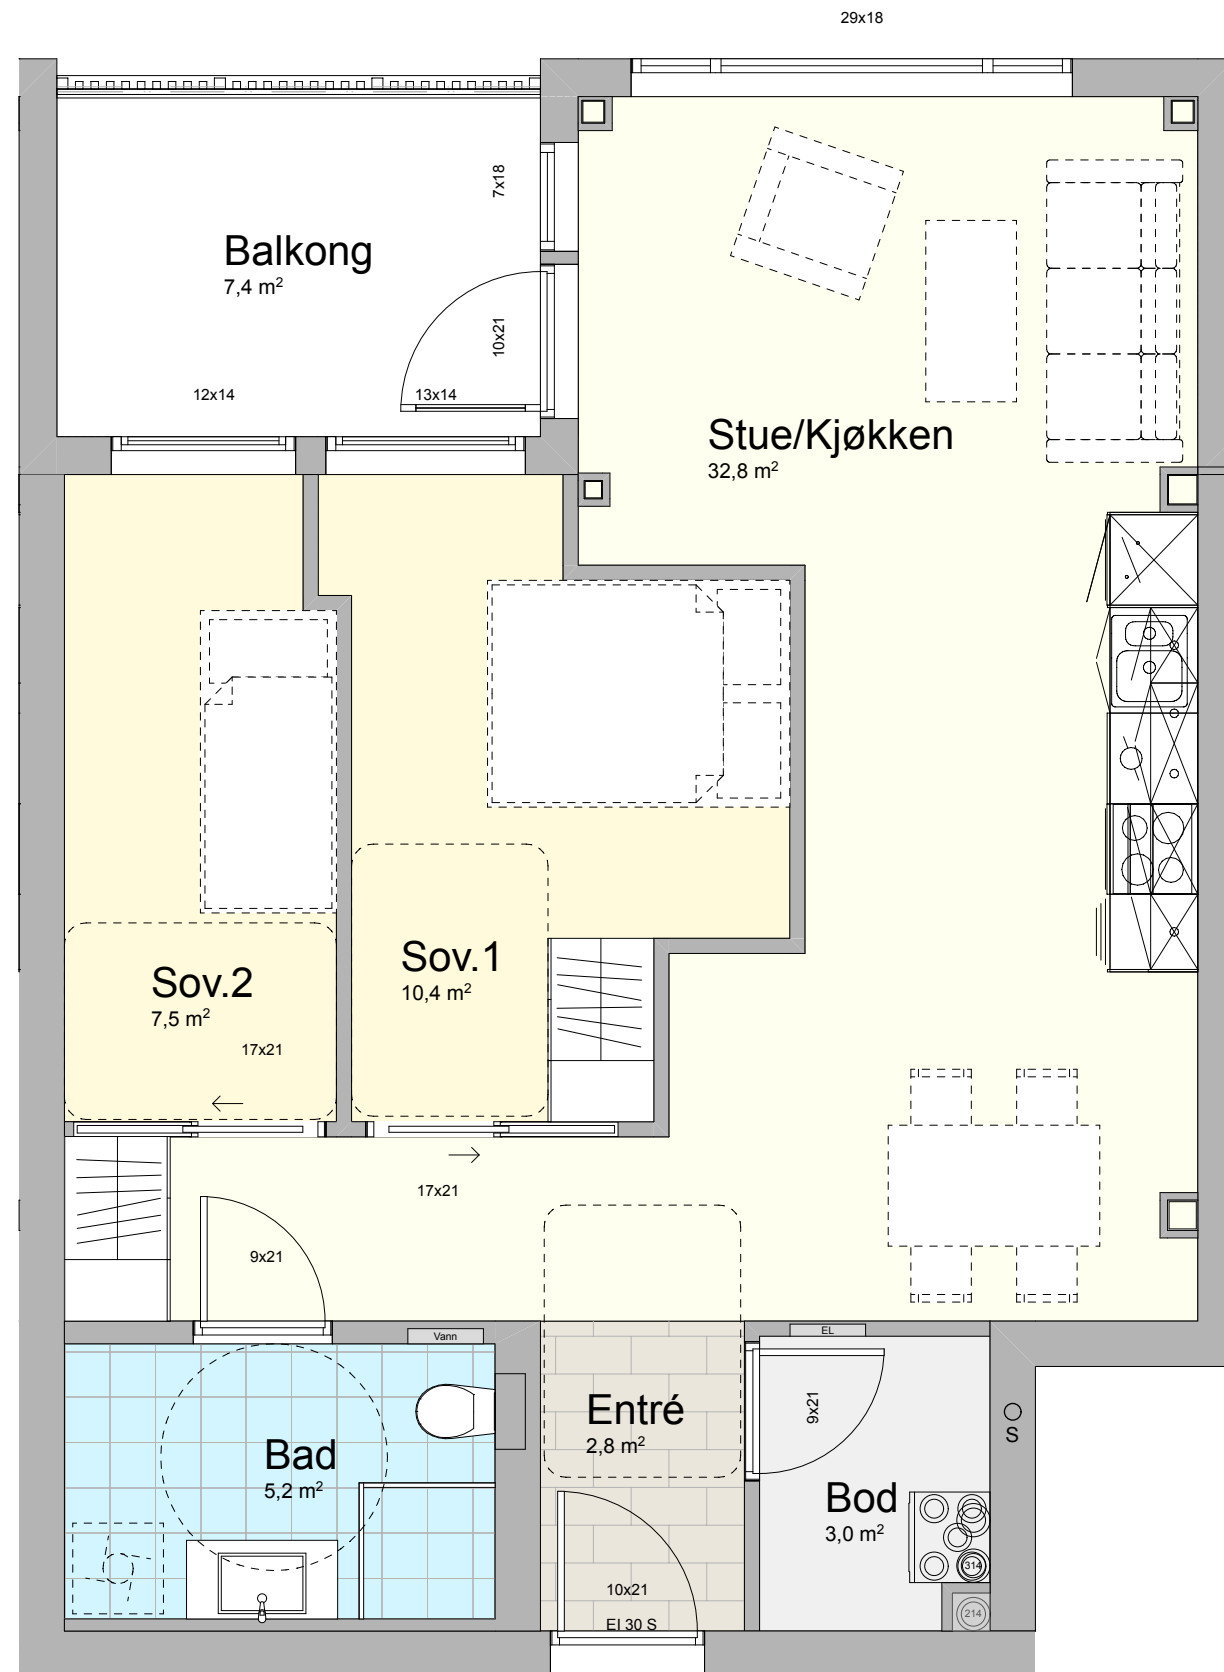 29x18
7x18
Balkong
7,4 m²
10x21
12x14
13x14
Stue/Kjøkken
32,8 m²
Sov.1
10,4 m²
Sov.2
7,5 m²
17x21
17x21
9x21
Vann
EL
Entré
2,8 m²
9x21
S
Bad
5,2 m²
Bod
3,0 m²
314
10x21
214
EI 30 S